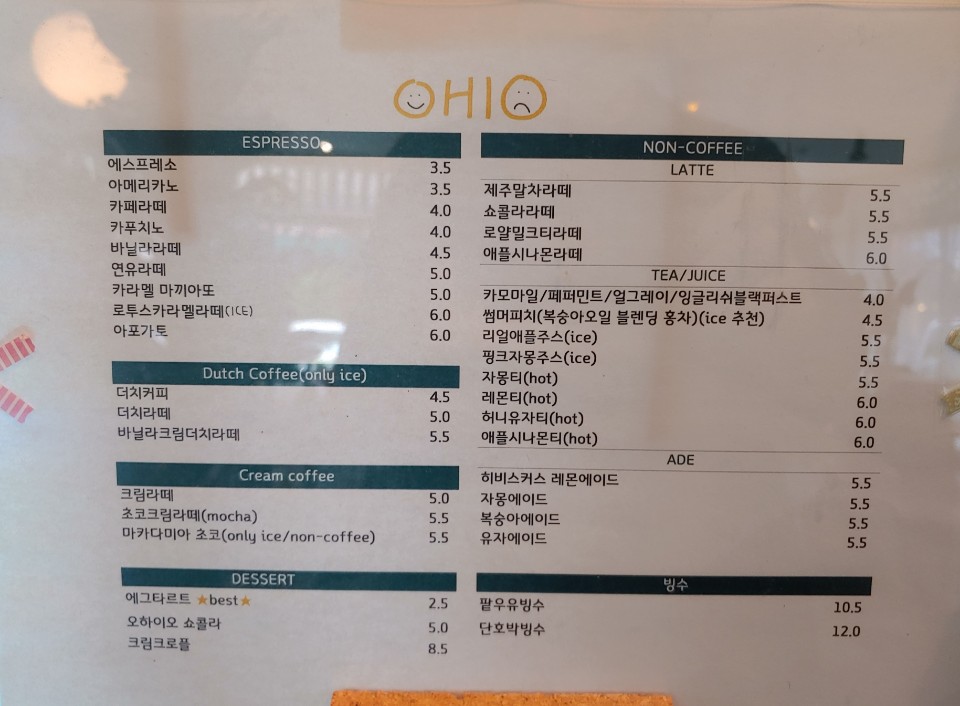 OHIO
ESPRESSO
에스프레소 3.5
아메리카노 3.5
카페라떼 4.0
카푸치노 4.0
바닐라라떼 4.5
연유라떼 5.0
카라멜 마끼아또 5.0
로투스카라멜라떼(ICE) 6.0
아포가토 6.0
Dutch Coffee(only ice)
더치커피 4.5
더치라떼 5.0
바닐라크림더치라떼 5.5
Cream coffee
크림라떼 5.0
초코크림라떼(mocha) 5.5
마카다미아 초코(only ice/non-coffee) 5.5
DESSERT
에그타르트 ★best★ 2.5
오하이오 쇼콜라 5.0
크림크로플 8.5
NON-COFFEE
LATTE
제주말차라떼 5.5
쇼콜라라떼 5.5
로얄밀크티라떼 5.5
애플시나몬라떼 6.0
TEA/JUICE
카모마일/페퍼민트/얼그레이/잉글리쉬블랙퍼스트 4.0
썸머피치(복숭아오일 블렌딩 홍차)(ice 추천) 4.5
리얼애플주스(ice) 5.5
핑크자몽주스(ice) 5.5
자몽티(hot) 5.5
레몬티(hot) 6.0
허니유자티(hot) 6.0
애플시나몬티(hot) 6.0
ADE
히비스커스 레몬에이드 5.5
자몽에이드 5.5
복숭아에이드 5.5
유자에이드 5.5
빙수
팥우유빙수 10.5
단호박빙수 12.0